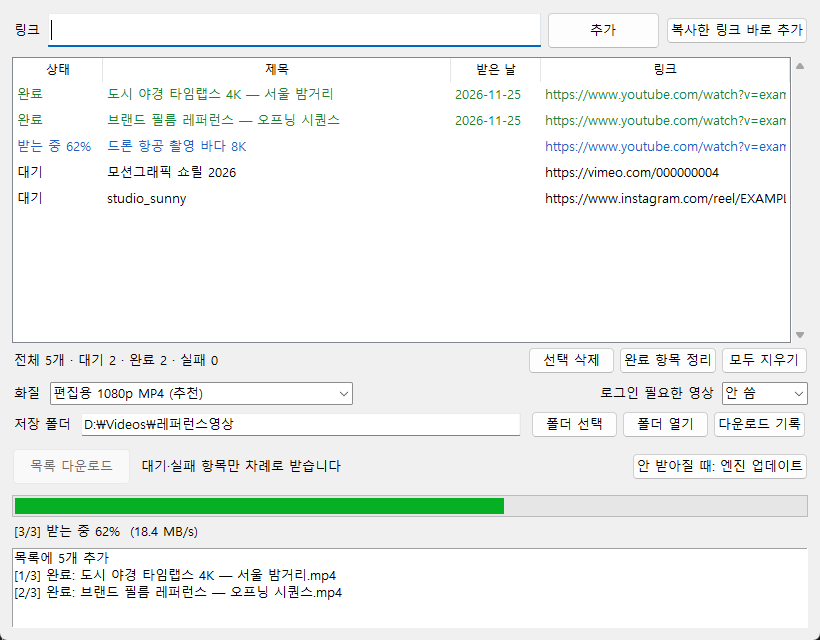 링크 추가 복사한 링크 바로 추가
상태 제목 받은 날 링크
완료 도시 야경 타임랩스 4K — 서울 밤거리 2026-11-25 https://www.youtube.com/watch?v=exam
완료 브랜드 필름 레퍼런스 — 오프닝 시퀀스 2026-11-25 https://www.youtube.com/watch?v=exam
받는 중 62% 드론 항공 촬영 바다 8K https://www.youtube.com/watch?v=exam
대기 모션그래픽 쇼릴 2026 https://vimeo.com/000000004
대기 studio_sunny https://www.instagram.com/reel/EXAMPL
전체 5개 · 대기 2 · 완료 2 · 실패 0 선택 삭제 완료 항목 정리 모두 지우기
화질 편집용 1080p MP4 (추천) 로그인 필요한 영상 안 씀
저장 폴더 D:₩Videos₩레퍼런스영상 폴더 선택 폴더 열기 다운로드 기록
목록 다운로드 대기·실패 항목만 차례로 받습니다 안 받아질 때: 엔진 업데이트
[3/3] 받는 중 62% (18.4 MB/s)
목록에 5개 추가
[1/3] 완료: 도시 야경 타임랩스 4K — 서울 밤거리.mp4
[2/3] 완료: 브랜드 필름 레퍼런스 — 오프닝 시퀀스.mp4